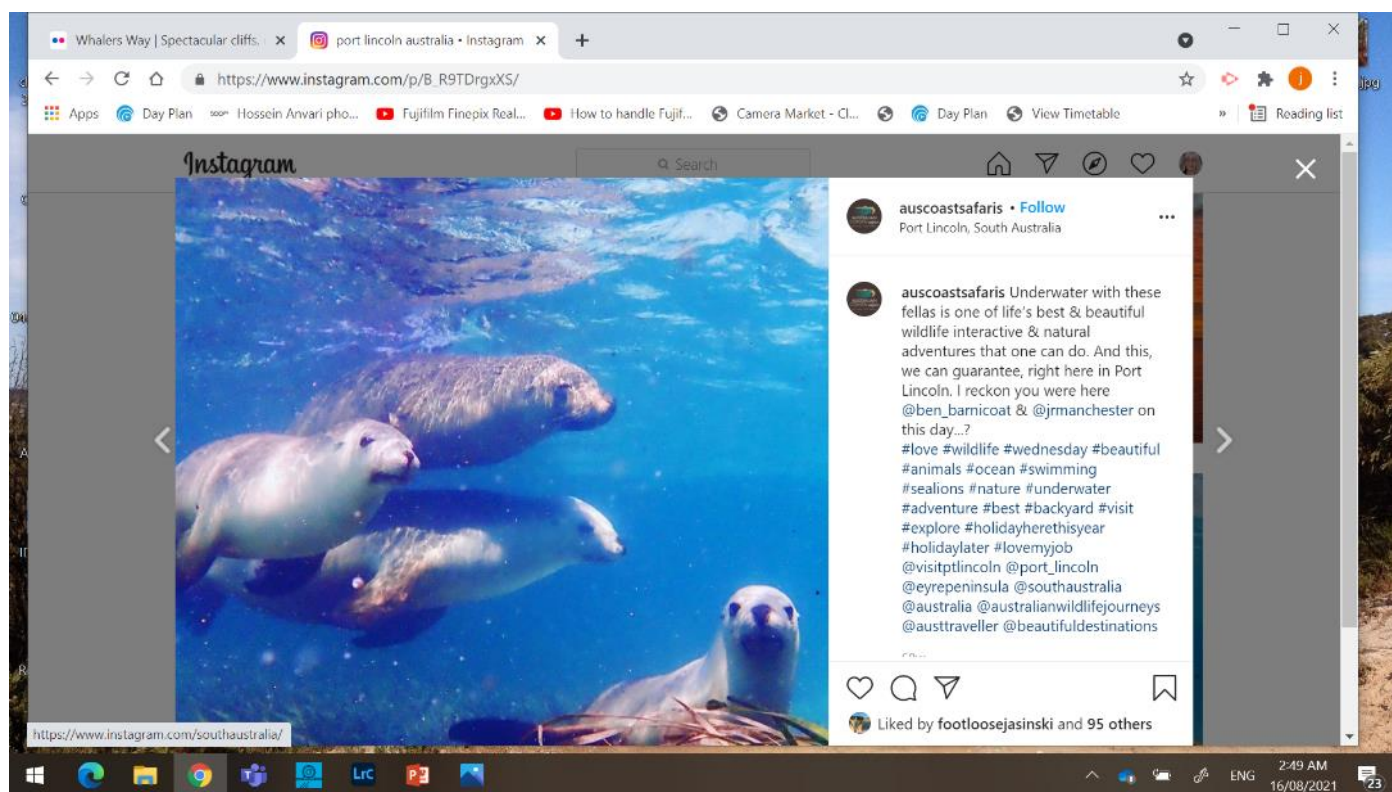 Whalers Way | Spectacular cliffs,
port lincoln australia • Instagram
https://www.instagram.com/p/B_R9TDrgxXS/
Apps Day Plan Hossein Anvari pho... Fujifilm Finepix Real... How to handle Fujif... Camera Market - Cl... Day Plan View Timetable » Reading list
Instagram
Search
auscoastsafaris • Follow
Port Lincoln, South Australia
auscoastsafaris Underwater with these
fellas is one of life's best & beautiful
wildlife interactive & natural
adventures that one can do. And this,
we can guarantee, right here in Port
Lincoln. I reckon you were here
@ben_barnicoat & @jrmanchester on
this day...?
#love #wildlife #wednesday #beautiful
#animals #ocean #swimming
#sealions #nature #underwater
#adventure #best #backyard #visit
#explore #holidayherethisyear
#holidaylater #lovemyjob
@visitptlincoln @port_lincoln
@eyrepeninsula @southaustralia
@australia @australianwildlifejourneys
@austtraveller @beautifuldestinations
Liked by footloosejasinski and 95 others
https://www.instagram.com/southaustralia/
LrC
ENG
2:49 AM
16/08/2021
23